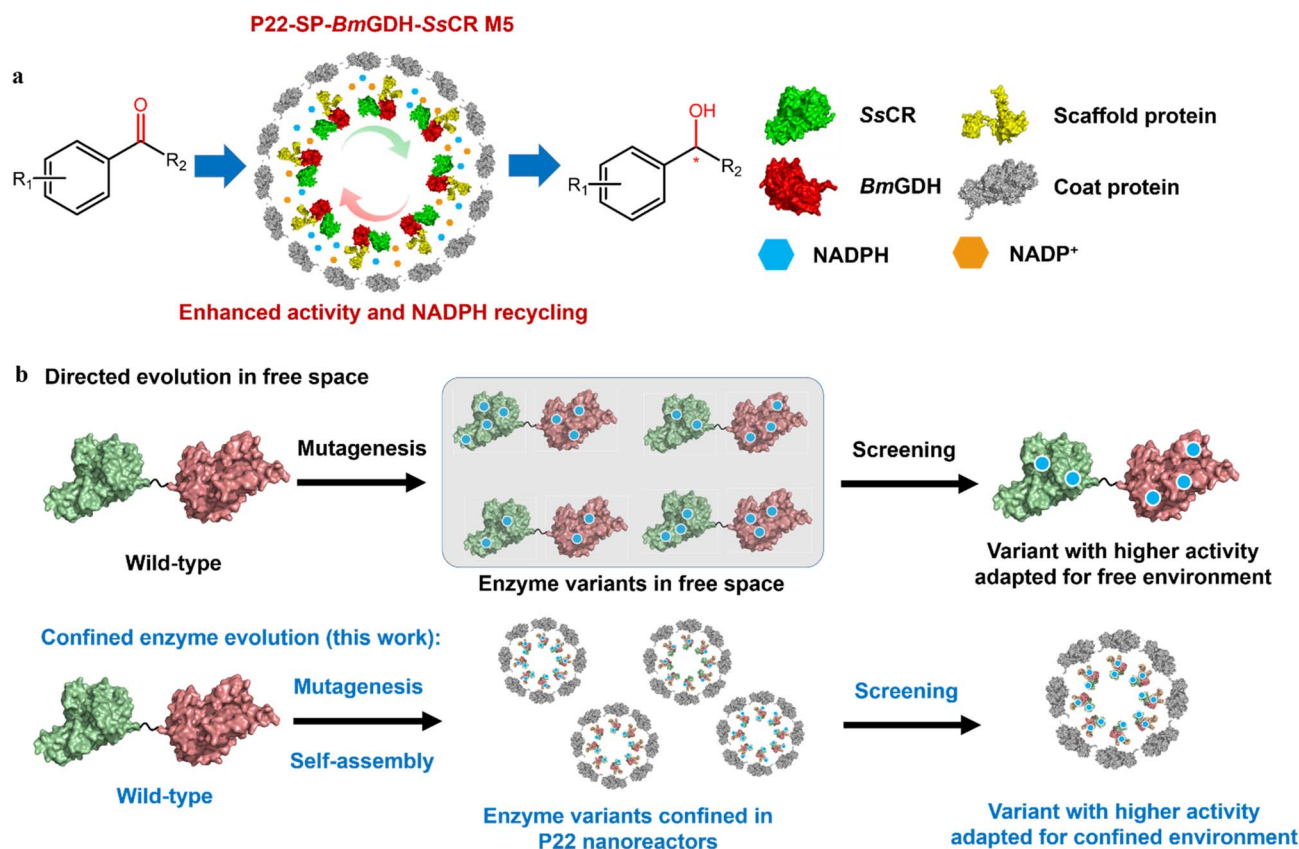 P22-SP-BmGDH-SsCR M5
a
O
R₁
R₂
OH
*
R₁
R₂
SsCR
Scaffold protein
BmGDH
Coat protein
NADPH
NADP⁺
Enhanced activity and NADPH recycling
b Directed evolution in free space
Mutagenesis
Screening
Wild-type
Enzyme variants in free space
Variant with higher activity
adapted for free environment
Confined enzyme evolution (this work):
Mutagenesis
Self-assembly
Screening
Wild-type
Enzyme variants confined in
P22 nanoreactors
Variant with higher activity
adapted for confined environment